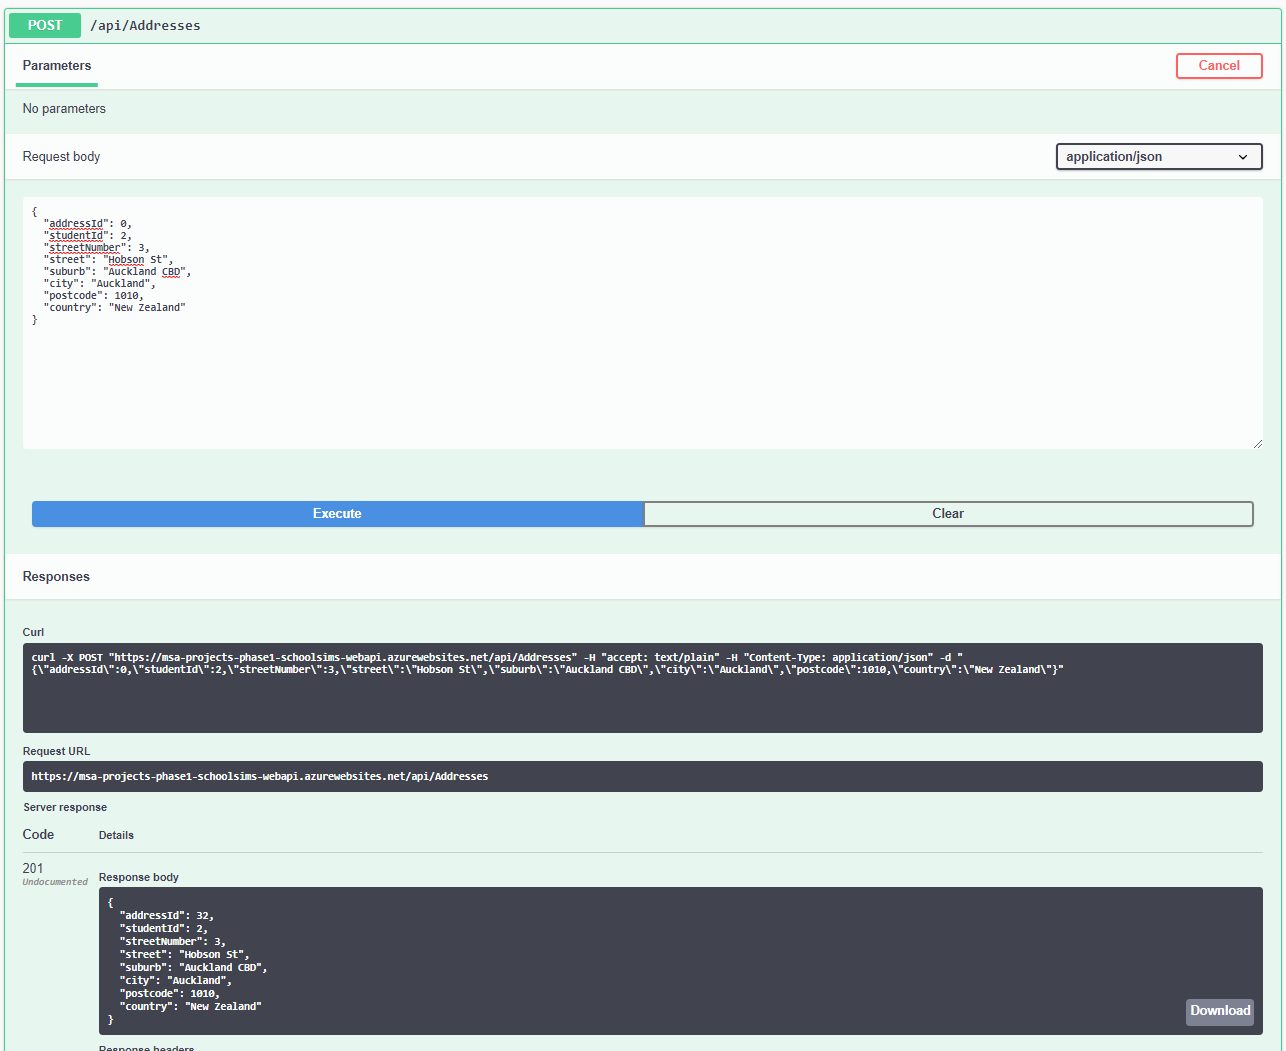 POST /api/Addresses
Parameters
Cancel
No parameters
Request body
application/json
{
  "addressId": 0,
  "studentId": 2,
  "streetNumber": 3,
  "street": "Hobson St",
  "suburb": "Auckland CBD",
  "city": "Auckland",
  "postcode": 1010,
  "country": "New Zealand"
}
Execute
Clear
Responses
Curl
curl -X POST "https://msa-projects-phase1-schoolsims-webapi.azurewebsites.net/api/Addresses" -H "accept: text/plain" -H "Content-Type: application/json" -d "
{\"addressId\":0,\"studentId\":2,\"streetNumber\":3,\"street\":\"Hobson St\",\"suburb\":\"Auckland CBD\",\"city\":\"Auckland\",\"postcode\":1010,\"country\":\"New Zealand\"}"
Request URL
https://msa-projects-phase1-schoolsims-webapi.azurewebsites.net/api/Addresses
Server response
Code Details
201
Undocumented
Response body
{
  "addressId": 32,
  "studentId": 2,
  "streetNumber": 3,
  "street": "Hobson St",
  "suburb": "Auckland CBD",
  "city": "Auckland",
  "postcode": 1010,
  "country": "New Zealand"
}
Download
Response headers